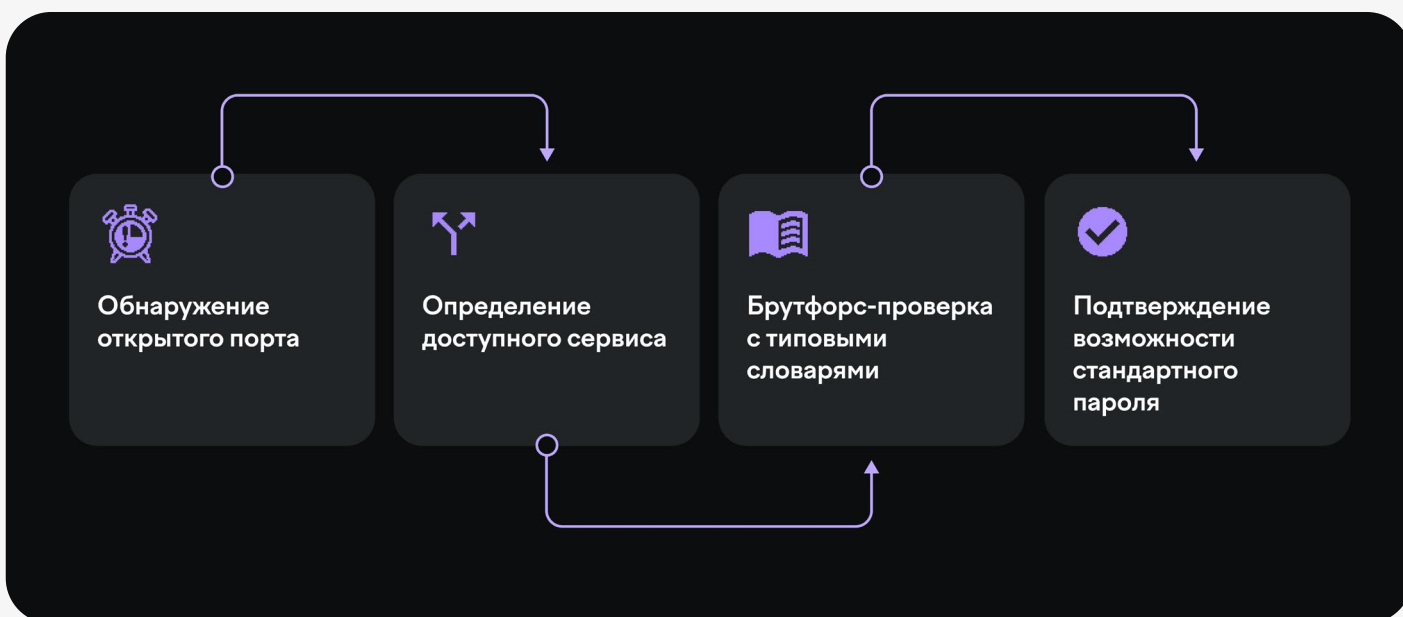 Обнаружение
открытого порта
Определение
доступного сервиса
Брутфорс-проверка
с типовыми
словарями
Подтверждение
возможности
стандартного
пароля